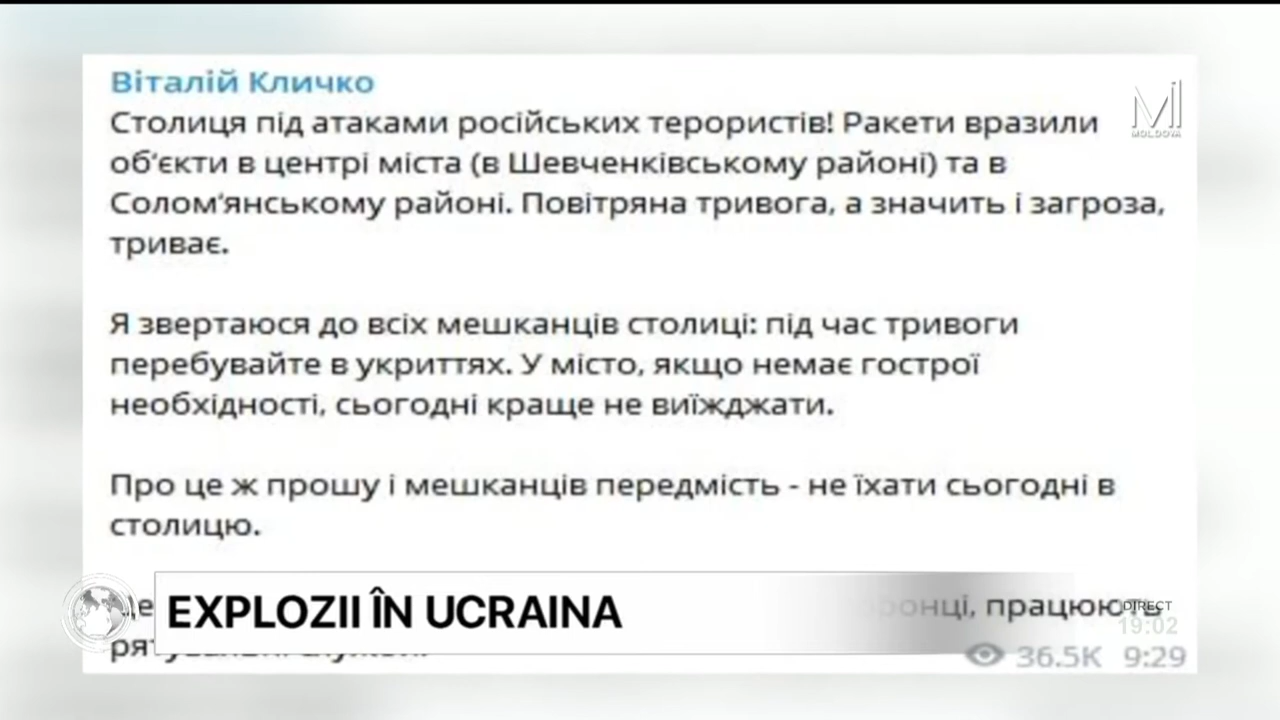 Віталій Кличко
Столиця під атаками російських терористів! Ракети вразили
об‘єкти в центрі міста (в Шевченківському районі) та в
Солом‘янському районі. Повітряна тривога, а значить і загроза,
триває.
Я звертаюся до всіх мешканців столиці: під час тривоги
перебувайте в укриттях. У місто, якщо немає гострої
необхідності, сьогодні краще не виїжджати.
Про це ж прошу і мешканців передмість - не їхати сьогодні в
столицю.
працюють
36.5K 9:29
EXPLOZII ÎN UCRAINA
DIRECT
19:02
M1
MOLDOVA